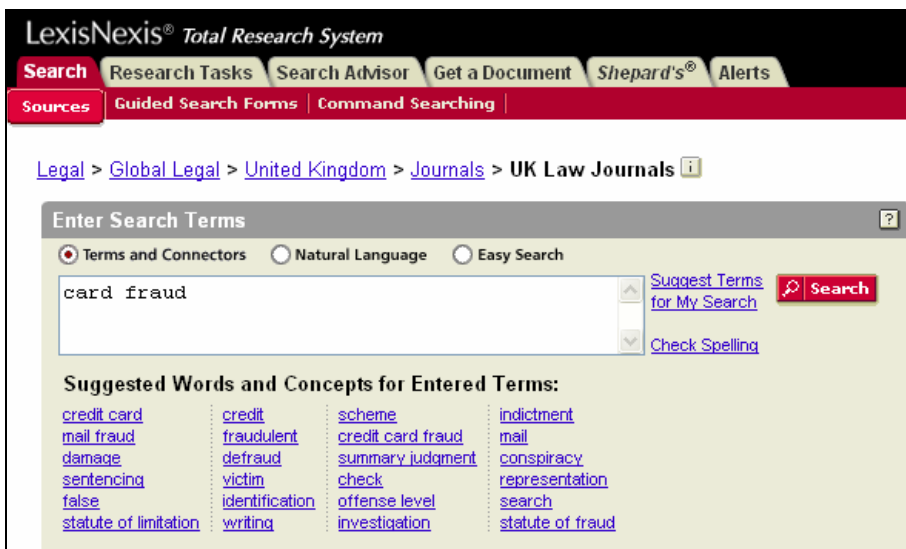 LexisNexis® Total Research System
Search Research Tasks Search Advisor Get a Document Shepard's® Alerts
Sources Guided Search Forms | Command Searching |
Legal > Global Legal > United Kingdom > Journals > UK Law Journals i
Enter Search Terms ?
Terms and Connectors Natural Language Easy Search
card fraud
Suggest Terms for My Search
Search
Check Spelling
Suggested Words and Concepts for Entered Terms:
credit card credit scheme indictment
mail fraud fraudulent credit card fraud mail
damage defraud summary judgment conspiracy
sentencing victim check representation
false identification offense level search
statute of limitation writing investigation statute of fraud